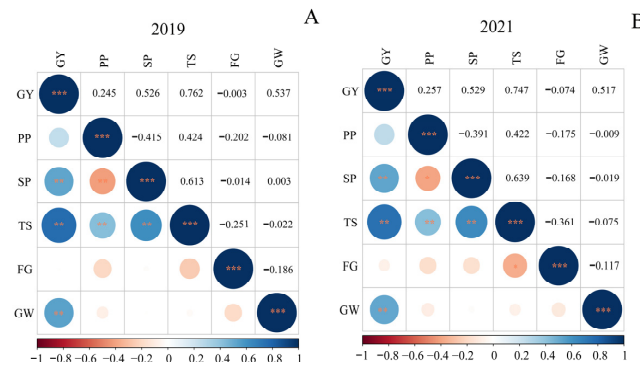 2019
A
GY PP SP TS FG GW
GY *** 0.245 0.526 0.762 −0.003 0.537
PP *** −0.415 0.424 −0.202 −0.081
SP ** ** *** 0.613 −0.014 0.003
TS ** ** ** *** −0.251 −0.022
FG *** −0.186
GW ** ***
−1 −0.8 −0.6 −0.4 −0.2 0 0.2 0.4 0.6 0.8 1
2021
B
GY PP SP TS FG GW
GY *** 0.257 0.529 0.747 −0.074 0.517
PP *** −0.391 0.422 −0.175 −0.009
SP ** * *** 0.639 −0.168 −0.019
TS ** ** ** *** −0.361 −0.075
FG * *** −0.117
GW ** ***
−1 −0.8 −0.6 −0.4 −0.2 0 0.2 0.4 0.6 0.8 1